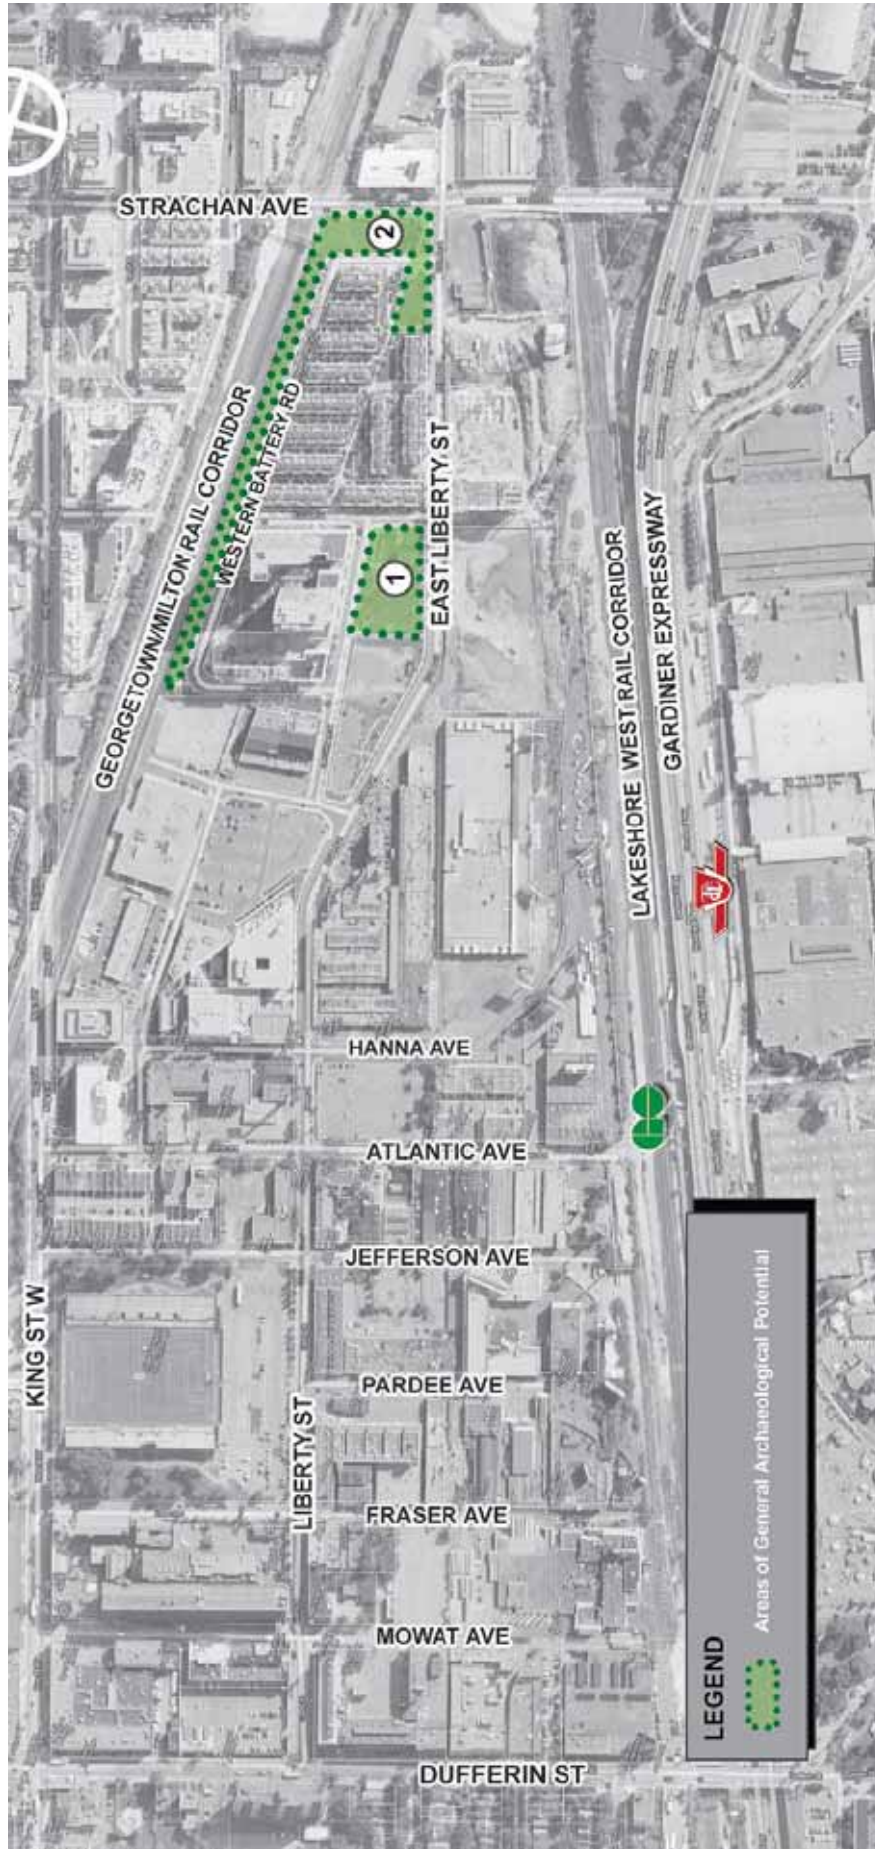 STRACHAN AVE
2
GEORGETOWN/MILTON RAIL CORRIDOR
WESTERN BATTERY RD
1
EAST LIBERTY ST
LAKESHORE WEST RAIL CORRIDOR
GARDINER EXPRESSWAY
HANNA AVE
ATLANTIC AVE
JEFFERSON AVE
KING ST W
PARDEE AVE
LIBERTY ST
FRASER AVE
MOWAT AVE
DUFFERIN ST
LEGEND
Areas of General Archaeological Potential